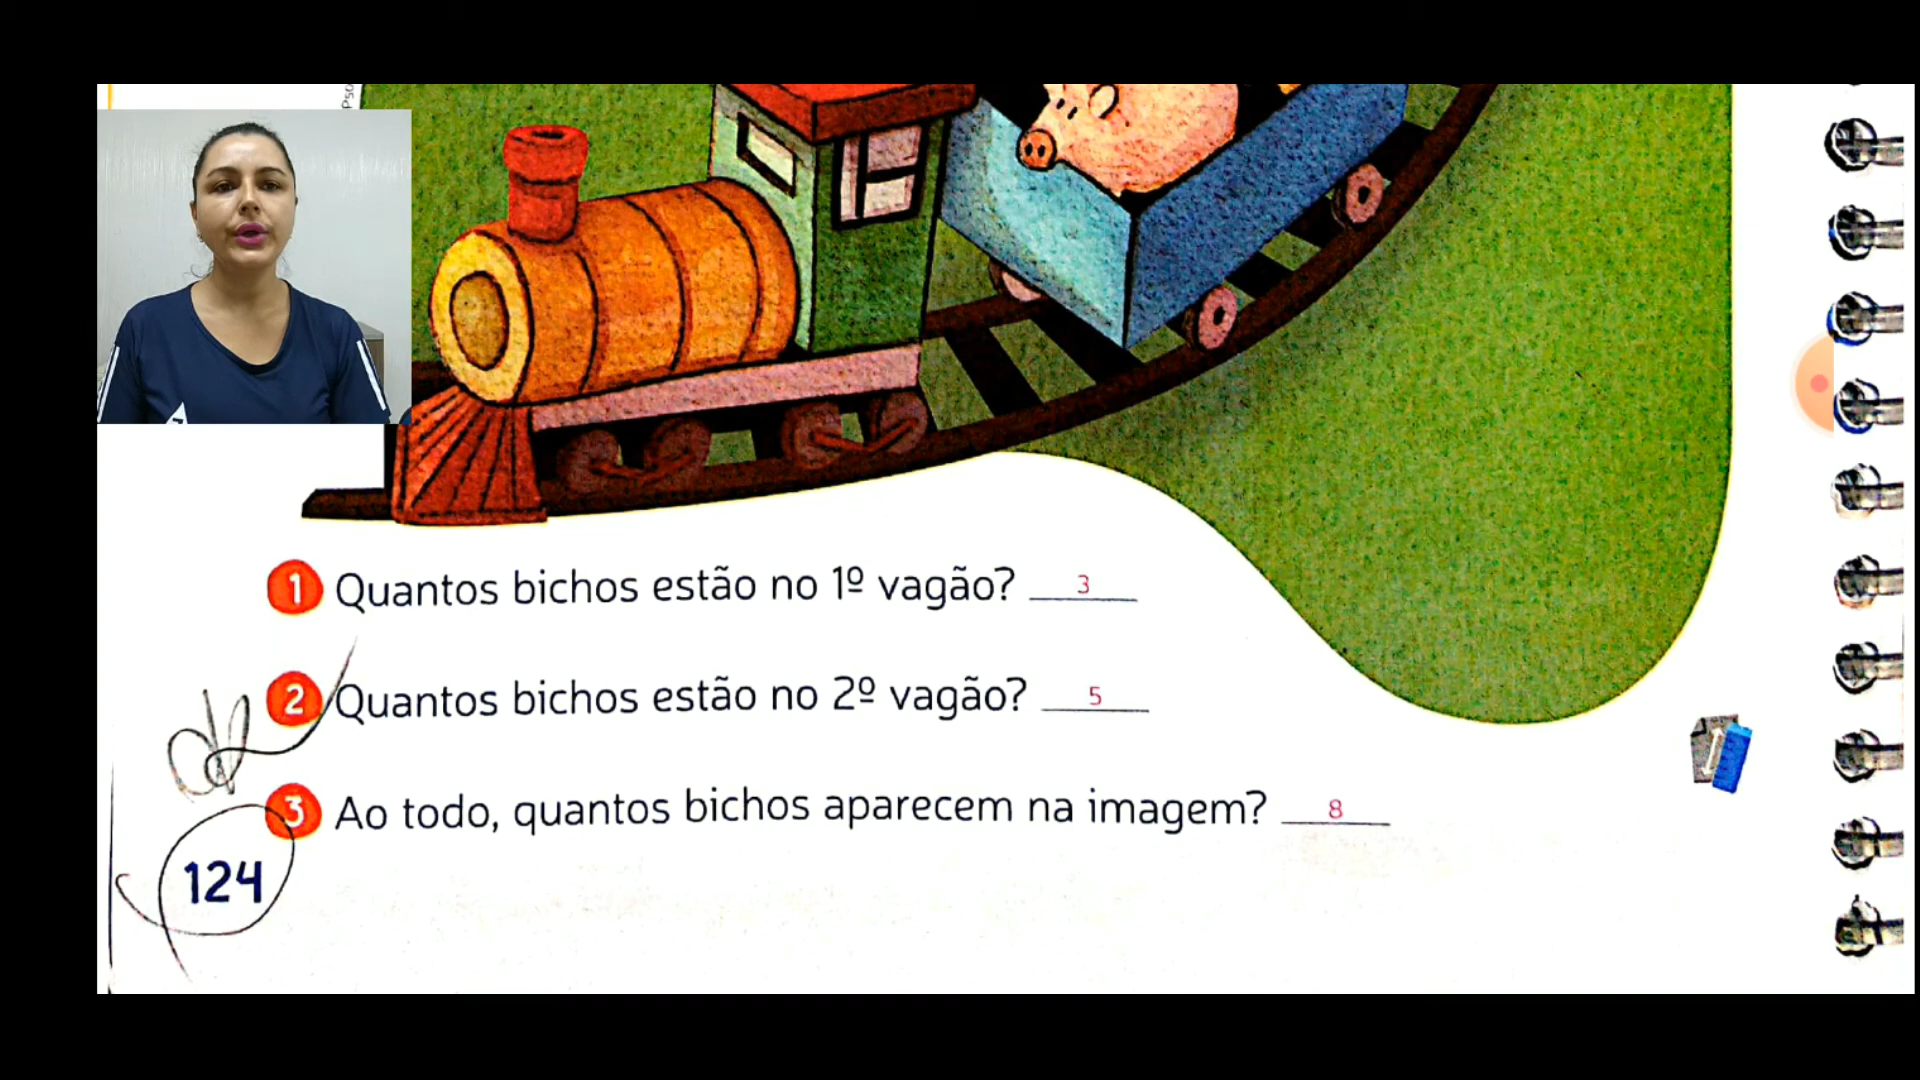 1 Quantos bichos estão no 1º vagão? 3
2 Quantos bichos estão no 2º vagão? 5
3 Ao todo, quantos bichos aparecem na imagem? 8
124